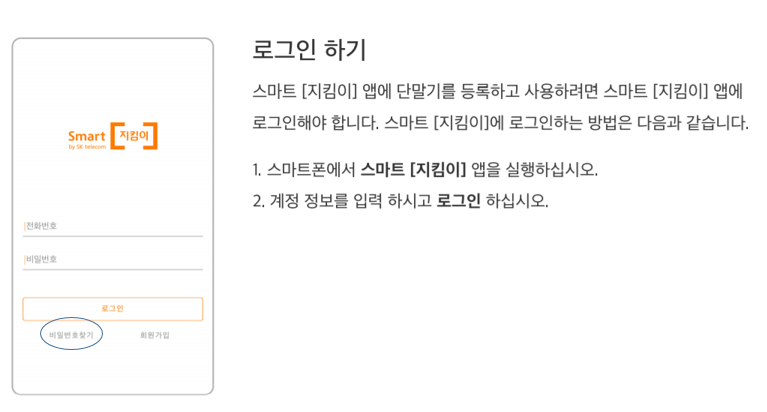 Smart [지킴이]
by SK telecom
전화번호
비밀번호
로그인
비밀번호찾기 회원가입
로그인 하기
스마트 [지킴이] 앱에 단말기를 등록하고 사용하려면 스마트 [지킴이] 앱에
로그인해야 합니다. 스마트 [지킴이]에 로그인하는 방법은 다음과 같습니다.
1. 스마트폰에서 스마트 [지킴이] 앱을 실행하십시오.
2. 계정 정보를 입력 하시고 로그인 하십시오.